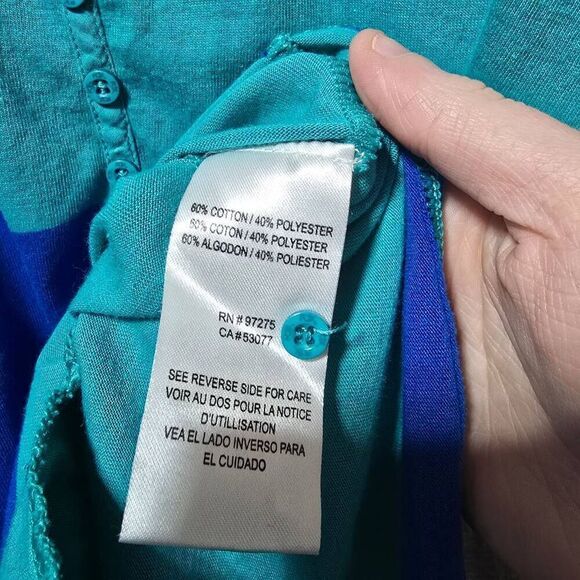 60% COTTON / 40% POLYESTER
60% COTON / 40% POLYESTER
60% ALGODON / 40% POLIESTER
RN # 97275
CA # 53077
SEE REVERSE SIDE FOR CARE
VOIR AU DOS POUR LA NOTICE
D'UTILISATION
VEA EL LADO INVERSO PARA
EL CUIDADO